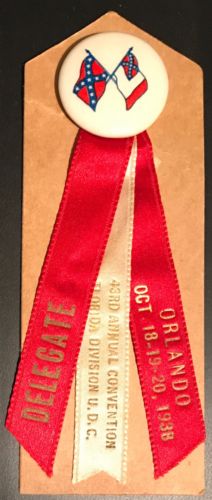 DELEGATE
43RD ANNUAL CONVENTION
FLORIDA DIVISION U.D.C.
ORLANDO
OCT 18-19-20, 1938